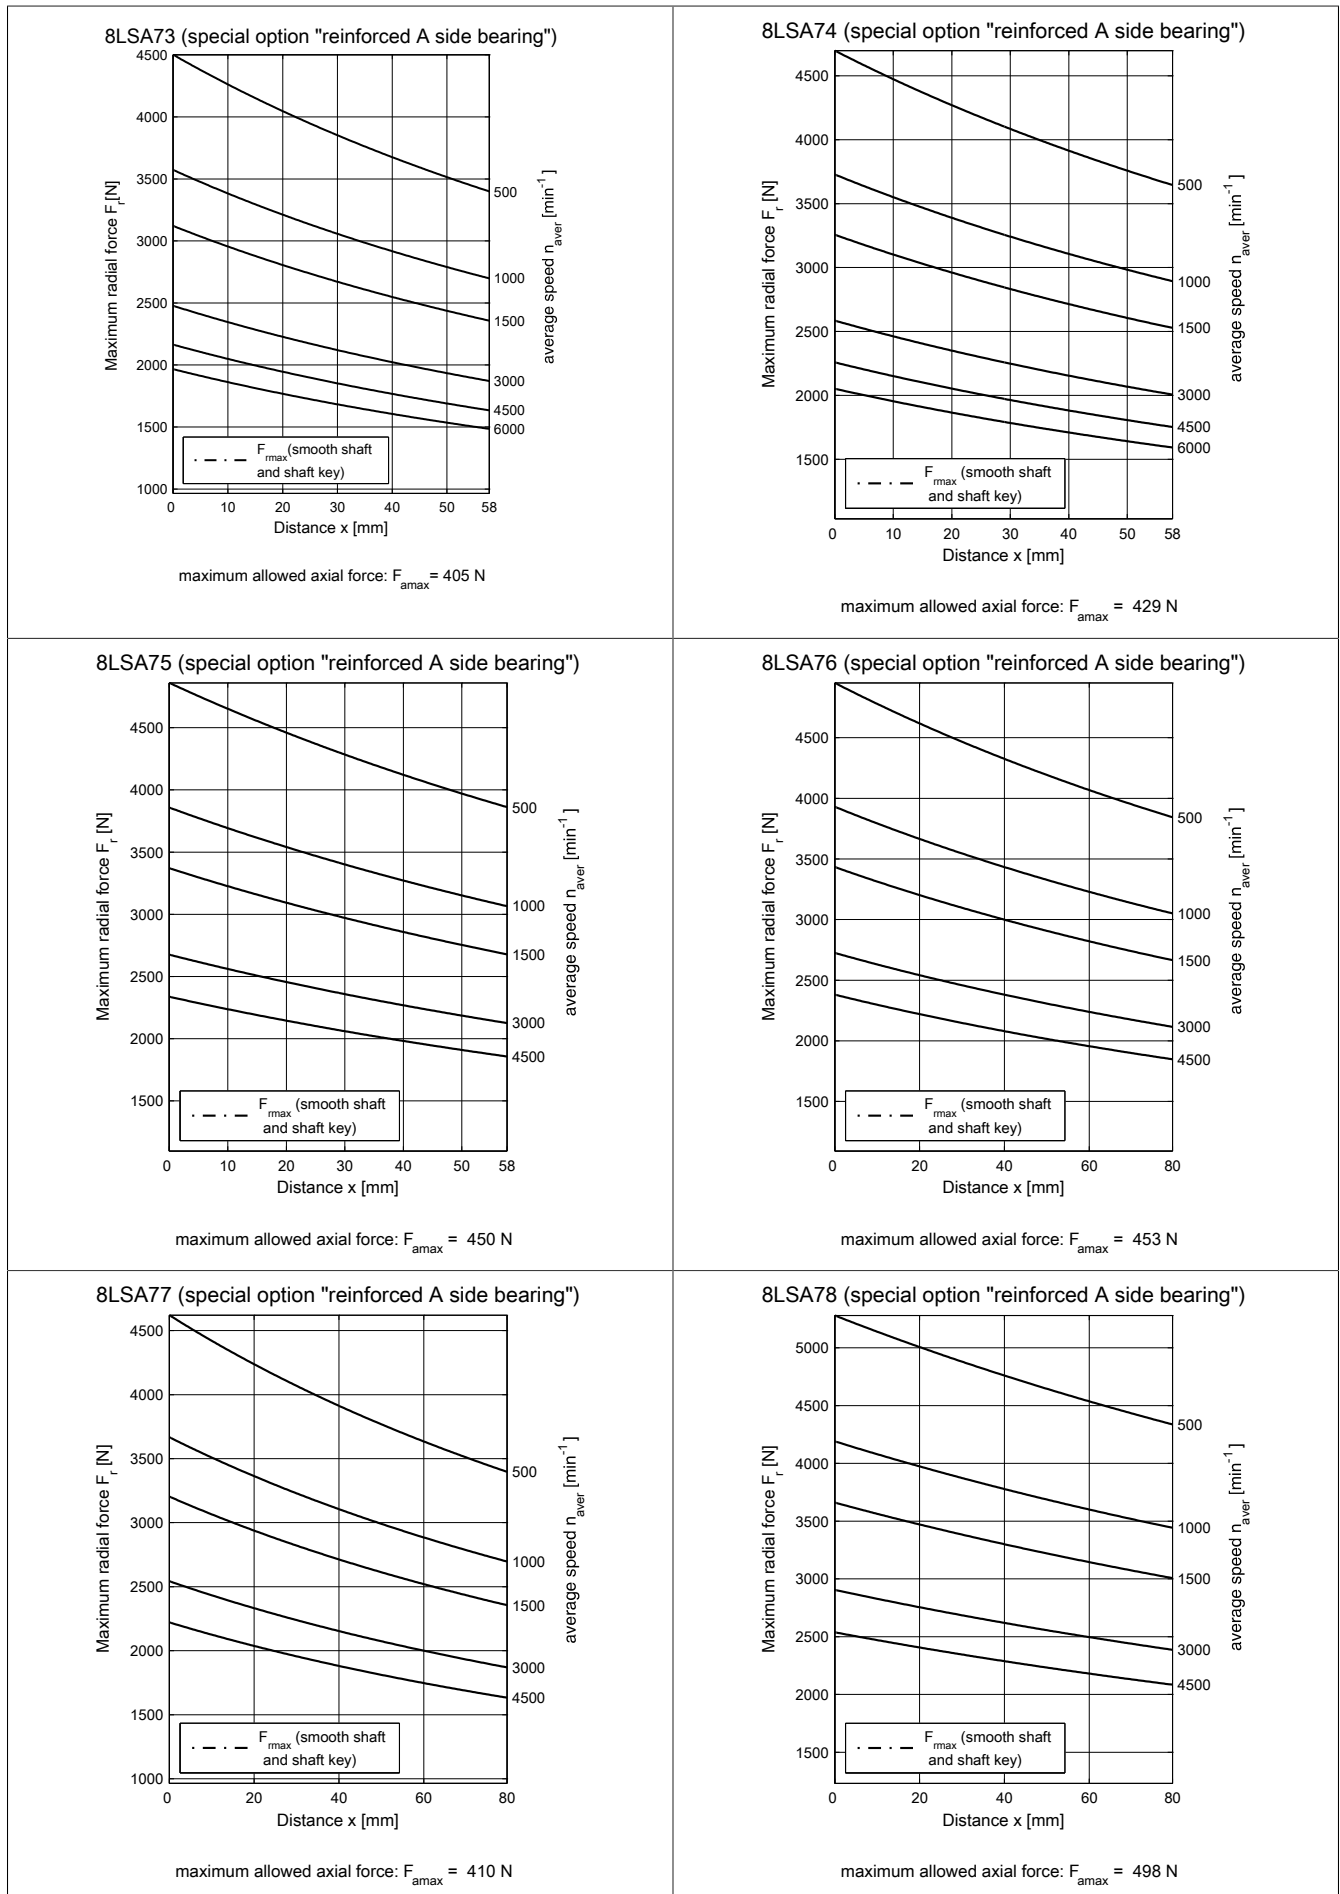 8LSA73 (special option "reinforced A side bearing")
4500
4000
3500
3000
2500
2000
1500
1000
Maximum radial force Fr[N]
500
1000
1500
3000
4500
6000
average speed naver [min-1]
Frmax(smooth shaft
and shaft key)
0 10 20 30 40 50 58
Distance x [mm]
maximum allowed axial force: Famax= 405 N
8LSA74 (special option "reinforced A side bearing")
4500
4000
3500
3000
2500
2000
1500
Maximum radial force Fr [N]
500
1000
1500
3000
4500
6000
average speed naver [min-1]
Frmax (smooth shaft
and shaft key)
0 10 20 30 40 50 58
Distance x [mm]
maximum allowed axial force: Famax = 429 N
8LSA75 (special option "reinforced A side bearing")
4500
4000
3500
3000
2500
2000
1500
Maximum radial force Fr [N]
500
1000
1500
3000
4500
average speed naver [min-1]
Frmax (smooth shaft
and shaft key)
0 10 20 30 40 50 58
Distance x [mm]
maximum allowed axial force: Famax = 450 N
8LSA76 (special option "reinforced A side bearing")
4500
4000
3500
3000
2500
2000
1500
Maximum radial force Fr [N]
500
1000
1500
3000
4500
average speed naver [min-1]
Frmax (smooth shaft
and shaft key)
0 20 40 60 80
Distance x [mm]
maximum allowed axial force: Famax = 453 N
8LSA77 (special option "reinforced A side bearing")
4500
4000
3500
3000
2500
2000
1500
1000
Maximum radial force Fr [N]
500
1000
1500
3000
4500
average speed naver [min-1]
Frmax (smooth shaft
and shaft key)
0 20 40 60 80
Distance x [mm]
maximum allowed axial force: Famax = 410 N
8LSA78 (special option "reinforced A side bearing")
5000
4500
4000
3500
3000
2500
2000
1500
Maximum radial force Fr [N]
500
1000
1500
3000
4500
average speed naver [min-1]
Frmax (smooth shaft
and shaft key)
0 20 40 60 80
Distance x [mm]
maximum allowed axial force: Famax = 498 N